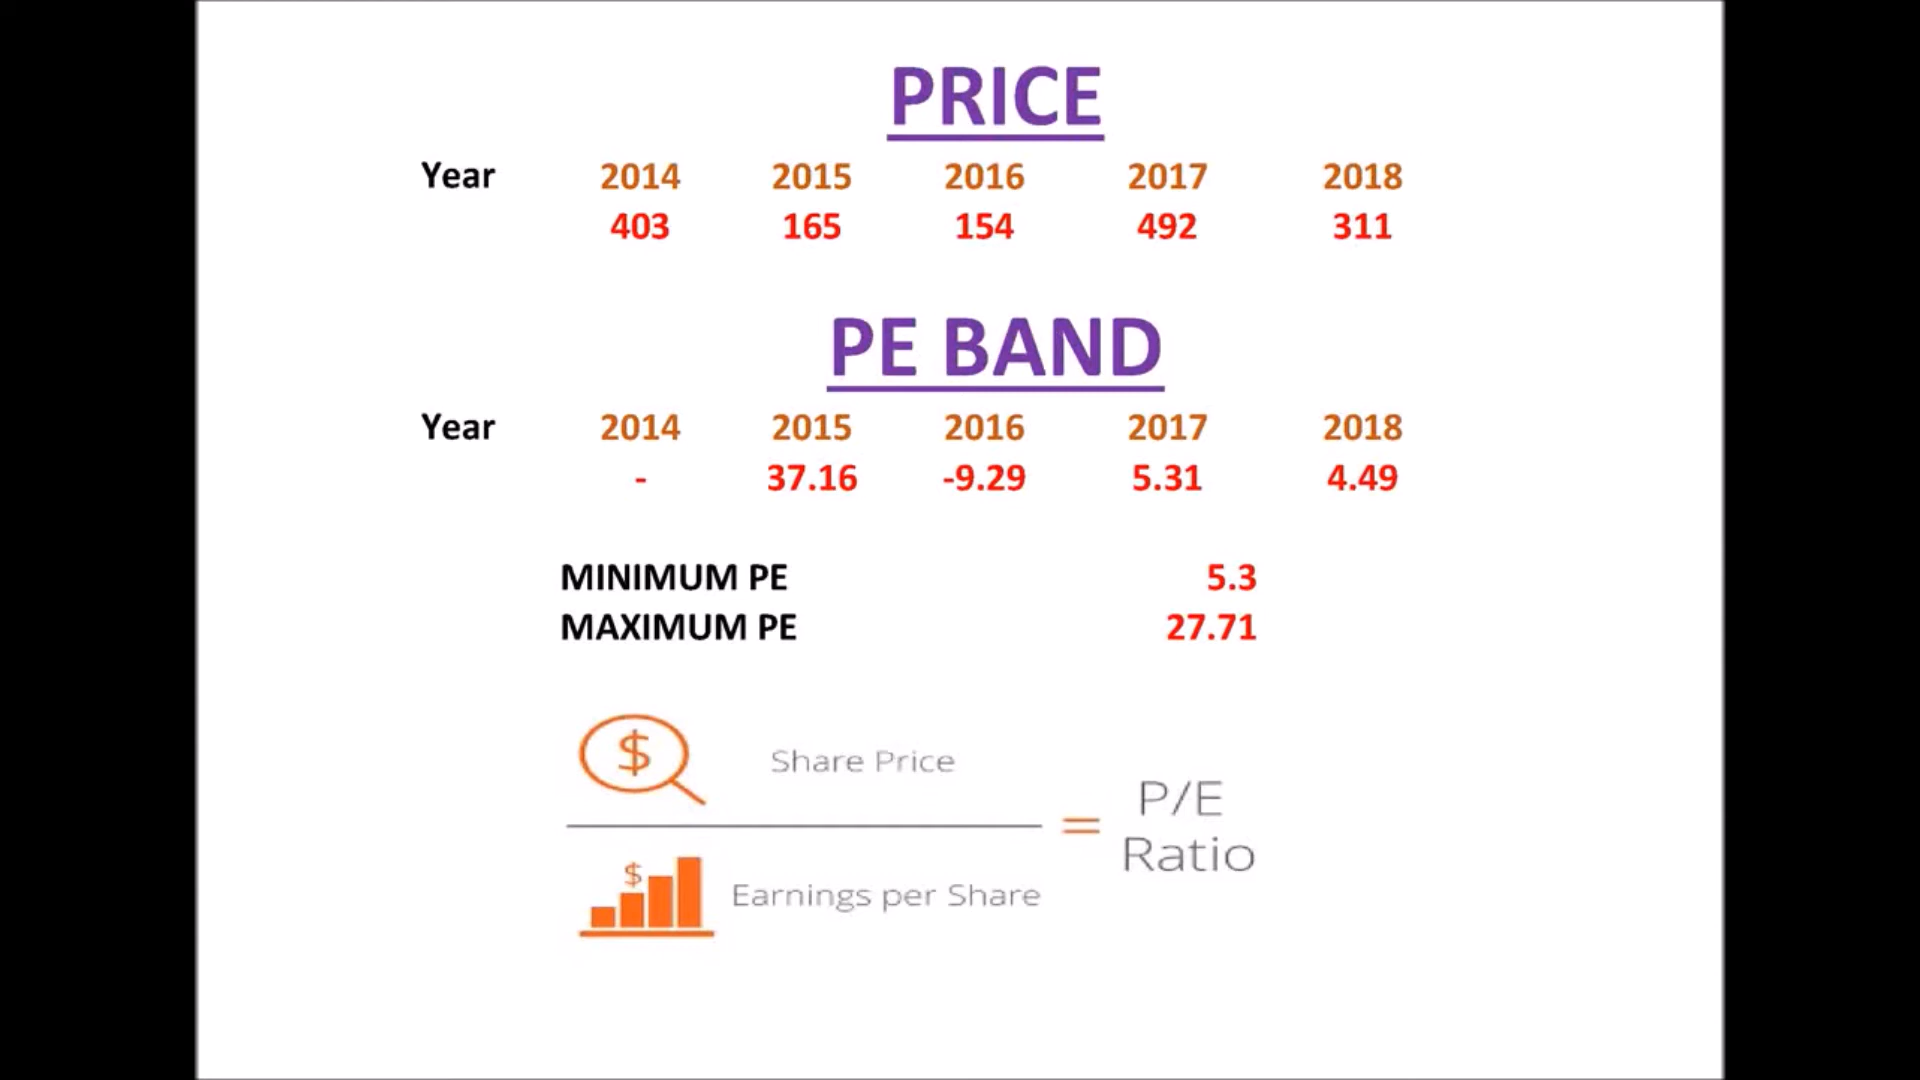 PRICE
Year 2014 2015 2016 2017 2018
403 165 154 492 311
PE BAND
Year 2014 2015 2016 2017 2018
- 37.16 -9.29 5.31 4.49
MINIMUM PE 5.3
MAXIMUM PE 27.71
$ Share Price
= P/E Ratio
$ Earnings per Share